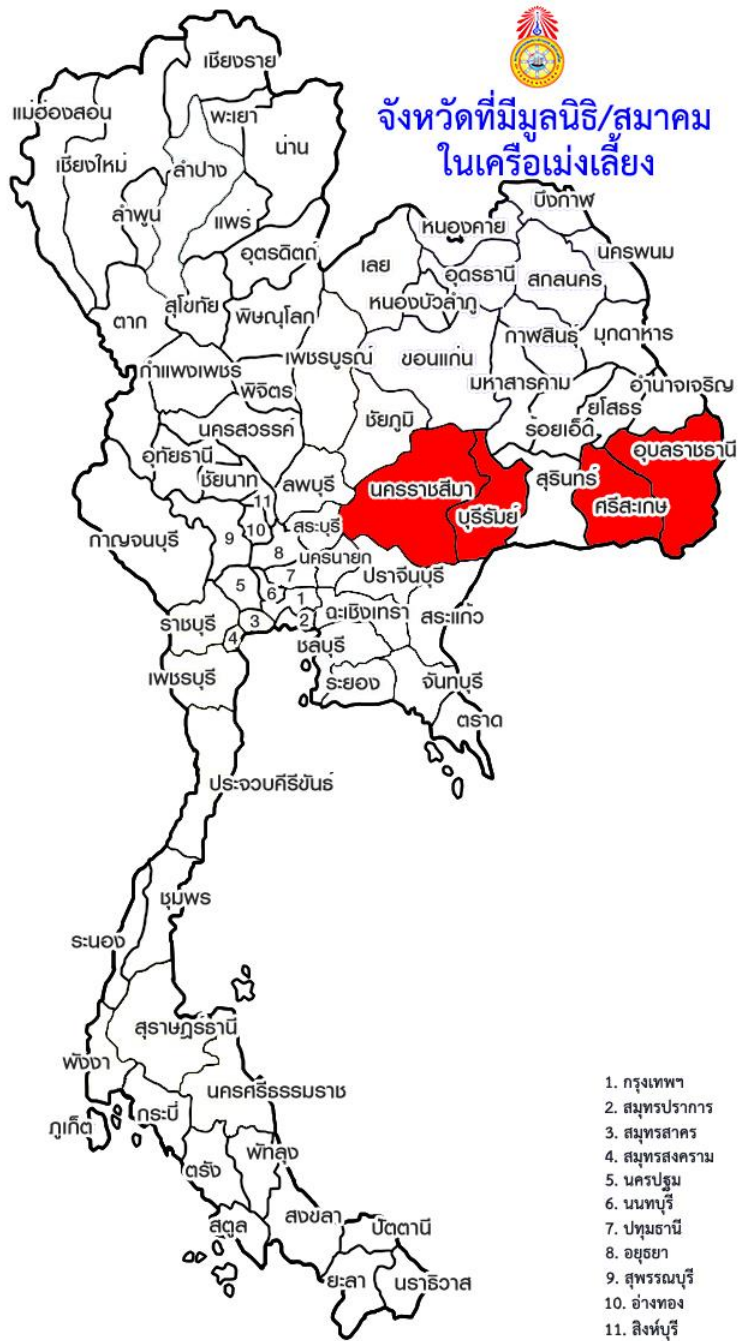 เชียงราย
จังหวัดที่มีมูลนิธิ/สมาคม
ในเครือเม่งเลี้ยง
แม่ฮ่องสอน
พะเยา
น่าน
เชียงใหม่
ลำปาง
ลำพูน
แพร่
บึงกาฬ
หนองคาย
นครพนม
อุตรดิตถ์
เลย
อุดรธานี
สกลนคร
สุโขทัย
หนองบัวลำภู
ตาก
พิษณุโลก
กาฬสินธุ์
มุกดาหาร
เพชรบูรณ์
ขอนแก่น
กำแพงเพชร
พิจิตร
มหาสารคาม
อำนาจเจริญ
ยโสธร
นครสวรรค์
ชัยภูมิ
ร้อยเอ็ด
อุทัยธานี
อุบลราชธานี
ชัยนาท
ลพบุรี
นครราชสีมา
สุรินทร์
11
บุรีรัมย์
ศรีสะเกษ
กาญจนบุรี
9
10
สระบุรี
8
นครนายก
ปราจีนบุรี
5
7
6
1
ราชบุรี
3
2
ฉะเชิงเทรา
สระแก้ว
4
ชลบุรี
เพชรบุรี
ระยอง
จันทบุรี
ตราด
ประจวบคีรีขันธ์
ชุมพร
ระนอง
สุราษฎร์ธานี
พังงา
นครศรีธรรมราช
ภูเก็ต
กระบี่
ตรัง
พัทลุง
สตูล
สงขลา
ปัตตานี
ยะลา
นราธิวาส
1. กรุงเทพฯ
2. สมุทรปราการ
3. สมุทรสาคร
4. สมุทรสงคราม
5. นครปฐม
6. นนทบุรี
7. ปทุมธานี
8. อยุธยา
9. สุพรรณบุรี
10. อ่างทอง
11. สิงห์บุรี